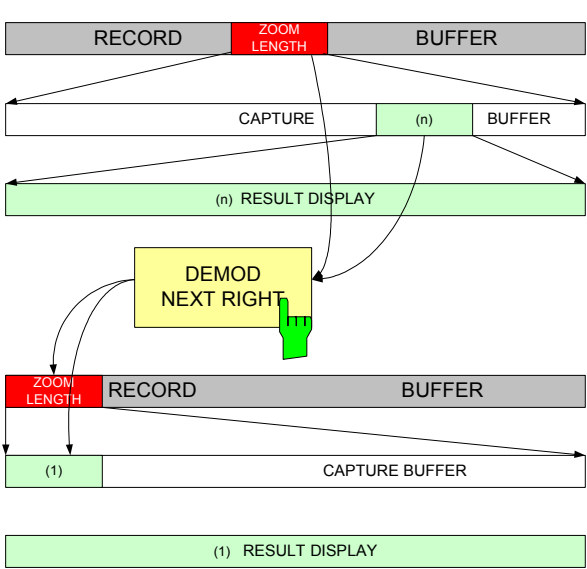 RECORD ZOOM LENGTH BUFFER
CAPTURE (n) BUFFER
(n) RESULT DISPLAY
DEMOD
NEXT RIGHT
ZOOM LENGTH RECORD BUFFER
(1) CAPTURE BUFFER
(1) RESULT DISPLAY